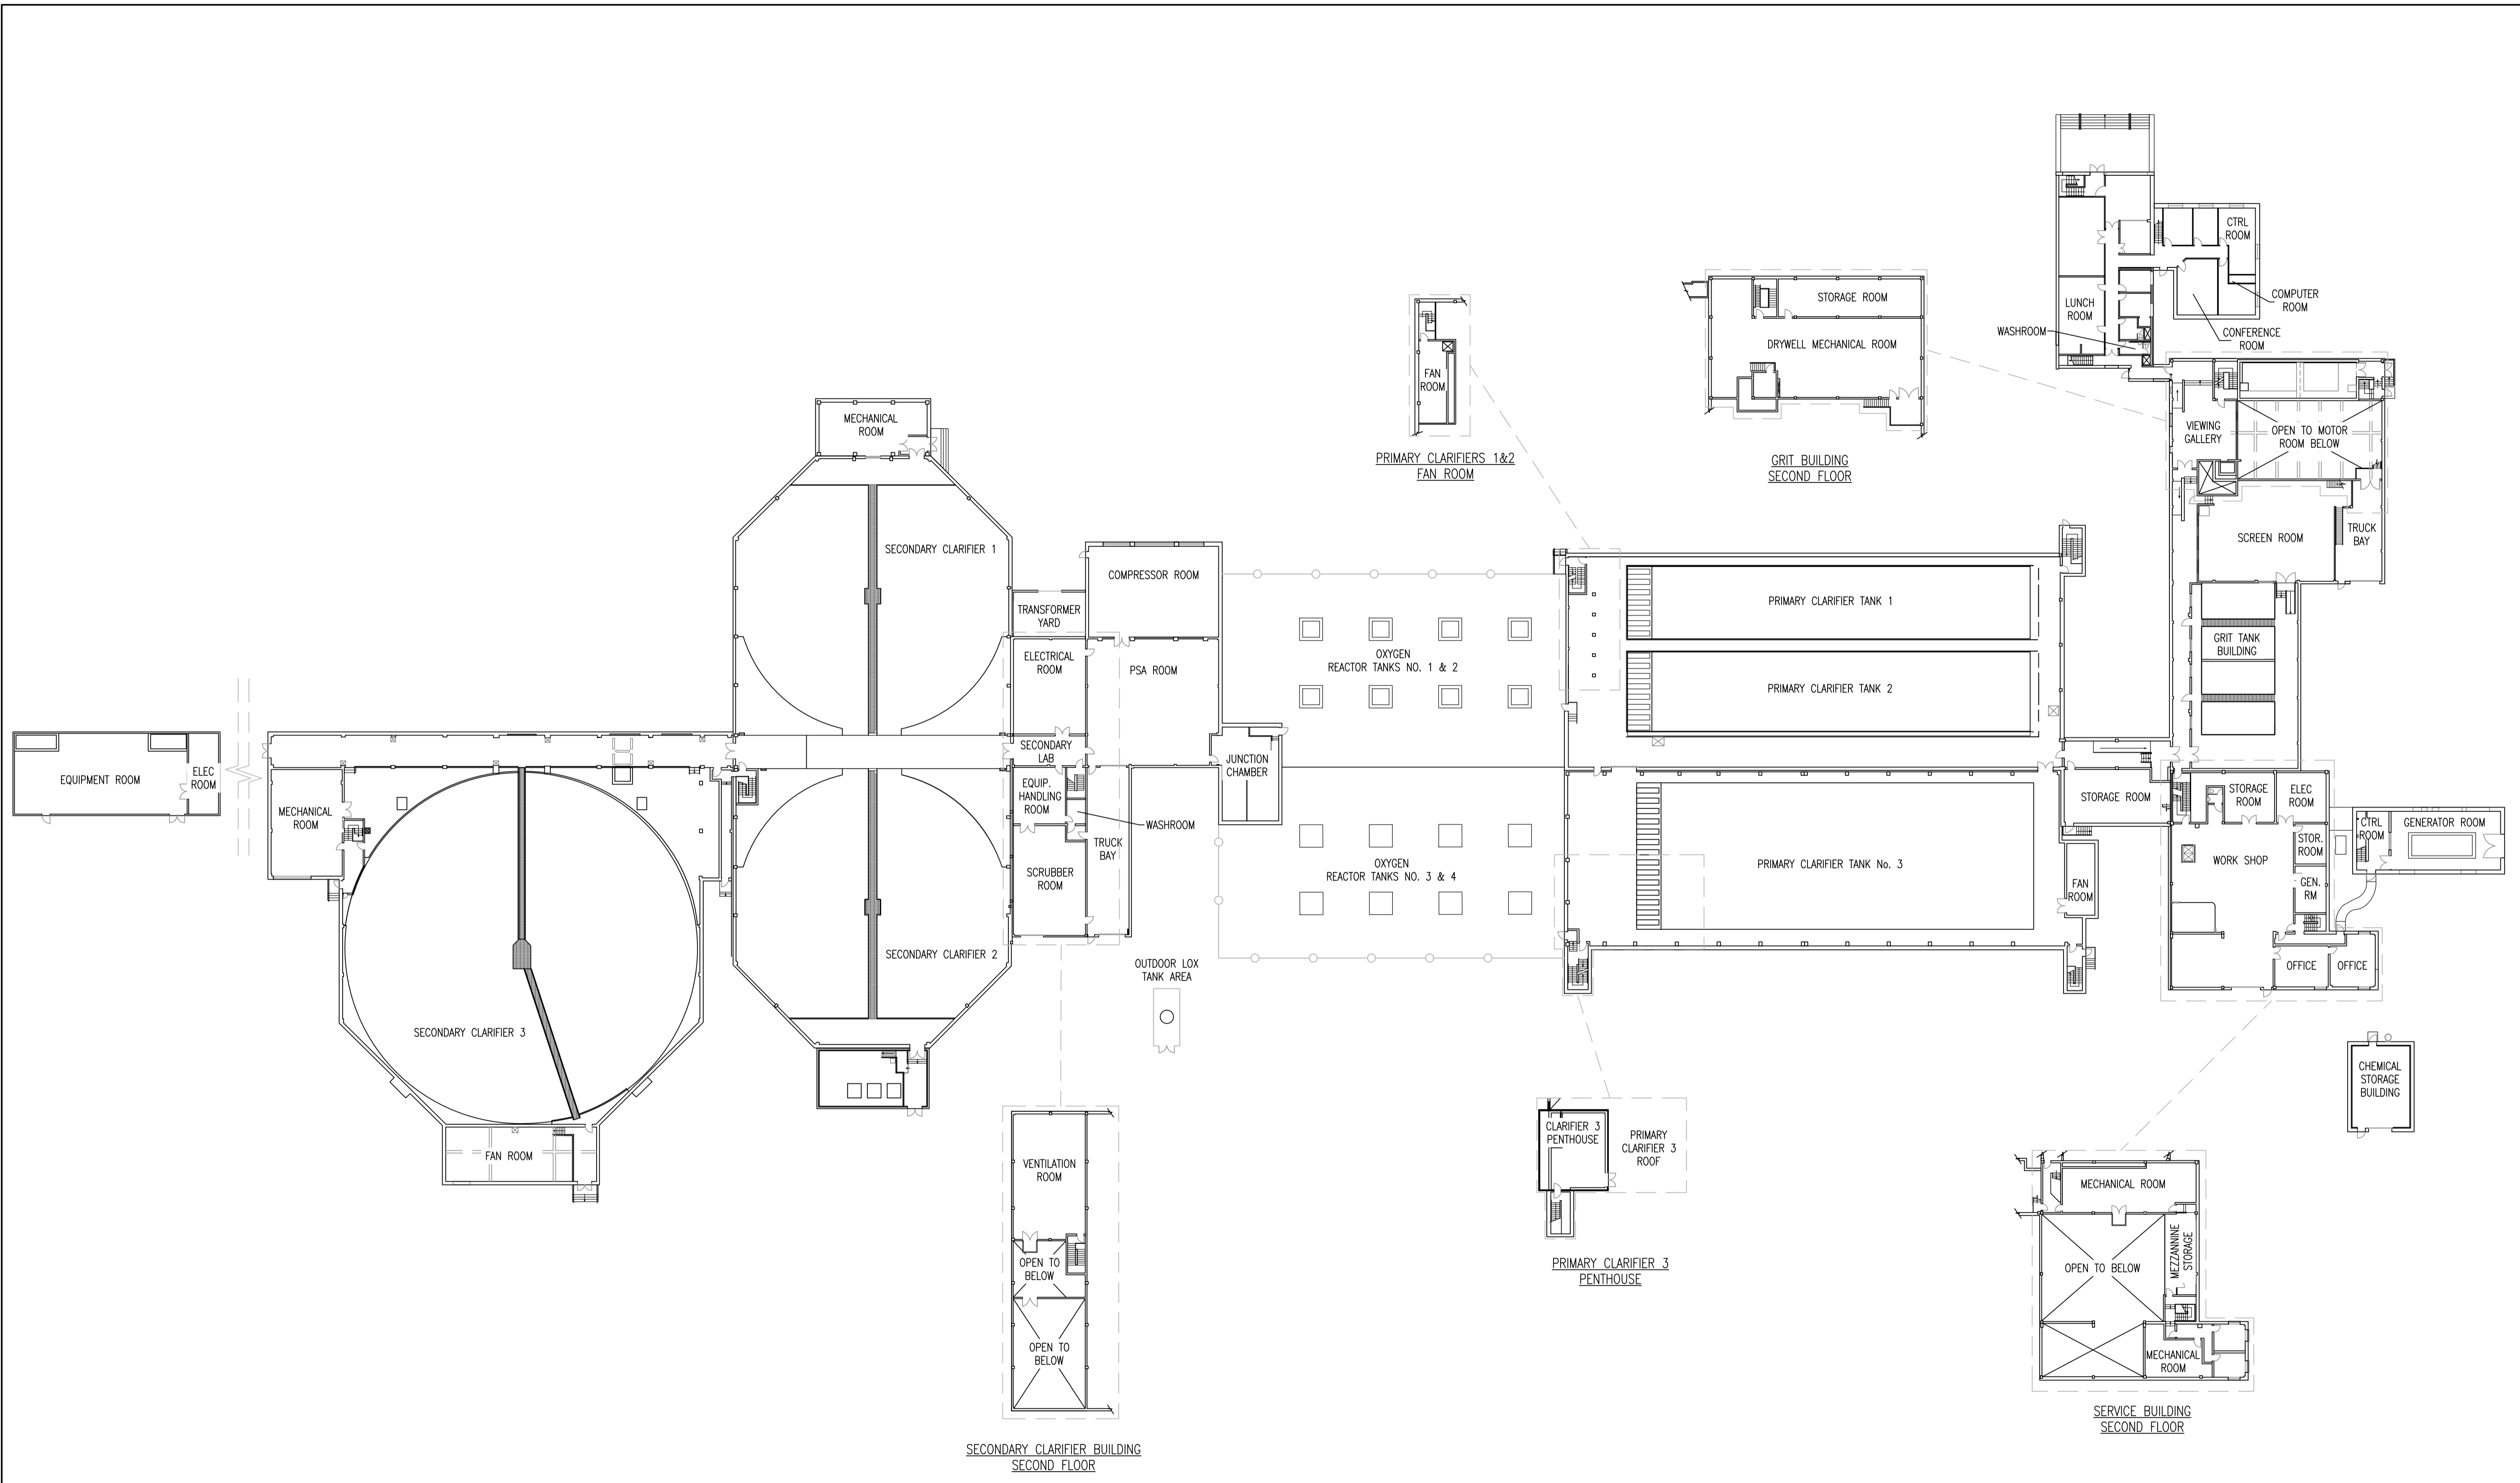 CTRL
ROOM
COMPUTER
ROOM
LUNCH
ROOM
WASHROOM
CONFERENCE
ROOM
STORAGE ROOM
DRYWELL MECHANICAL ROOM
GRIT BUILDING
SECOND FLOOR
FAN
ROOM
PRIMARY CLARIFIERS 1&2
FAN ROOM
VIEWING
GALLERY
OPEN TO MOTOR
ROOM BELOW
SCREEN ROOM
TRUCK
BAY
GRIT TANK
BUILDING
MECHANICAL
ROOM
SECONDARY CLARIFIER 1
COMPRESSOR ROOM
TRANSFORMER
YARD
ELECTRICAL
ROOM
PSA ROOM
OXYGEN
REACTOR TANKS NO. 1 & 2
PRIMARY CLARIFIER TANK 1
PRIMARY CLARIFIER TANK 2
EQUIPMENT ROOM
ELEC
ROOM
MECHANICAL
ROOM
SECONDARY
LAB
EQUIP.
HANDLING
ROOM
WASHROOM
JUNCTION
CHAMBER
TRUCK
BAY
SCRUBBER
ROOM
OXYGEN
REACTOR TANKS NO. 3 & 4
PRIMARY CLARIFIER TANK No. 3
STORAGE ROOM
FAN
ROOM
STORAGE
ROOM
ELEC
ROOM
STOR.
ROOM
WORK SHOP
GEN.
RM
OFFICE
OFFICE
CTRL
ROOM
GENERATOR ROOM
SECONDARY CLARIFIER 3
SECONDARY CLARIFIER 2
OUTDOOR LOX
TANK AREA
FAN ROOM
CHEMICAL
STORAGE
BUILDING
VENTILATION
ROOM
OPEN TO
BELOW
OPEN TO
BELOW
SECONDARY CLARIFIER BUILDING
SECOND FLOOR
CLARIFIER 3
PENTHOUSE
PRIMARY
CLARIFIER 3
ROOF
PRIMARY CLARIFIER 3
PENTHOUSE
MECHANICAL ROOM
OPEN TO BELOW
MEZZANNINE
STORAGE
MECHANICAL
ROOM
SERVICE BUILDING
SECOND FLOOR